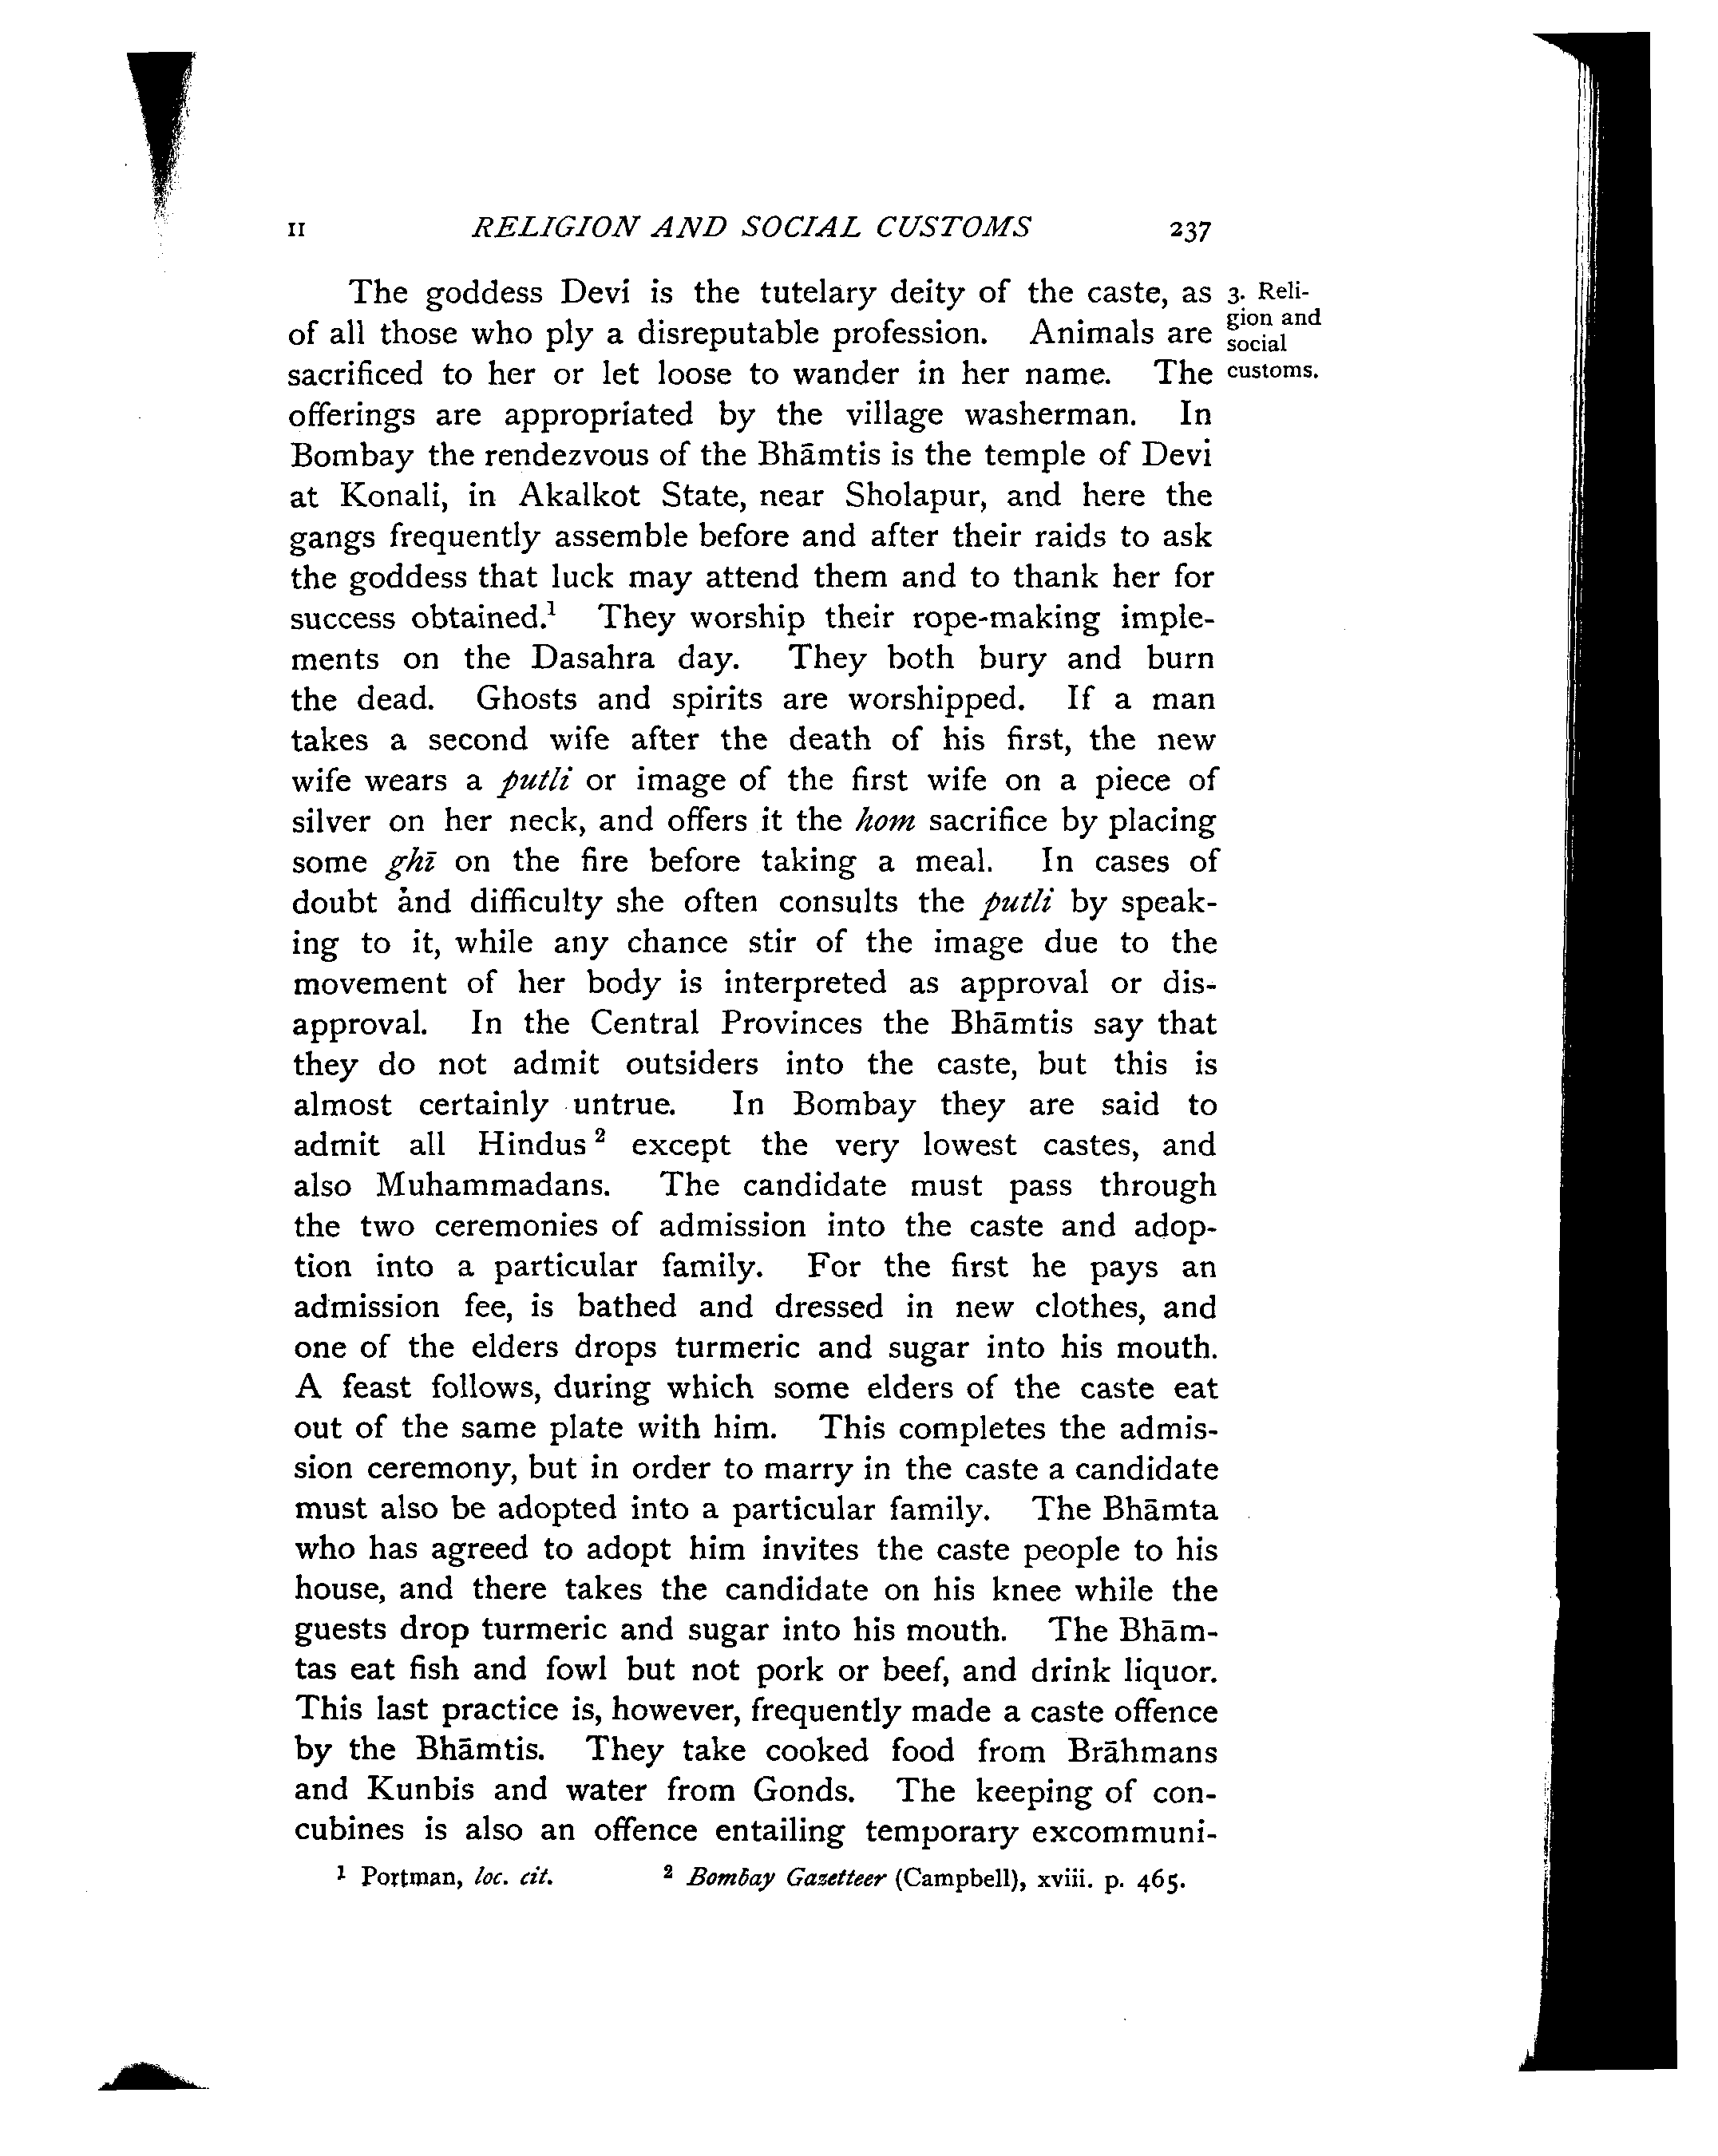 II RELIGION AND SOCIAL CUSTOMS 237
The goddess Devi is the tutelary deity of the caste, as
of all those who ply a disreputable profession. Animals are
sacrificed to her or let loose to wander in her name. The
offerings are appropriated by the village washerman. In
Bombay the rendezvous of the Bhāmtis is the temple of Devi
at Konali, in Akalkot State, near Sholapur, and here the
gangs frequently assemble before and after their raids to ask
the goddess that luck may attend them and to thank her for
success obtained.¹ They worship their rope-making imple-
ments on the Dasahra day. They both bury and burn
the dead. Ghosts and spirits are worshipped. If a man
takes a second wife after the death of his first, the new
wife wears a putli or image of the first wife on a piece of
silver on her neck, and offers it the hom sacrifice by placing
some ghī on the fire before taking a meal. In cases of
doubt and difficulty she often consults the putli by speak-
ing to it, while any chance stir of the image due to the
movement of her body is interpreted as approval or dis-
approval. In the Central Provinces the Bhāmtis say that
they do not admit outsiders into the caste, but this is
almost certainly untrue. In Bombay they are said to
admit all Hindus ² except the very lowest castes, and
also Muhammadans. The candidate must pass through
the two ceremonies of admission into the caste and adop-
tion into a particular family. For the first he pays an
admission fee, is bathed and dressed in new clothes, and
one of the elders drops turmeric and sugar into his mouth.
A feast follows, during which some elders of the caste eat
out of the same plate with him. This completes the admis-
sion ceremony, but in order to marry in the caste a candidate
must also be adopted into a particular family. The Bhāmta
who has agreed to adopt him invites the caste people to his
house, and there takes the candidate on his knee while the
guests drop turmeric and sugar into his mouth. The Bhām-
tas eat fish and fowl but not pork or beef, and drink liquor.
This last practice is, however, frequently made a caste offence
by the Bhāmtis. They take cooked food from Brāhmans
and Kunbis and water from Gonds. The keeping of con-
cubines is also an offence entailing temporary excommuni-
3. Reli-
gion and
social
customs.
¹ Portman, loc. cit. ² Bombay Gazetteer (Campbell), xviii. p. 465.